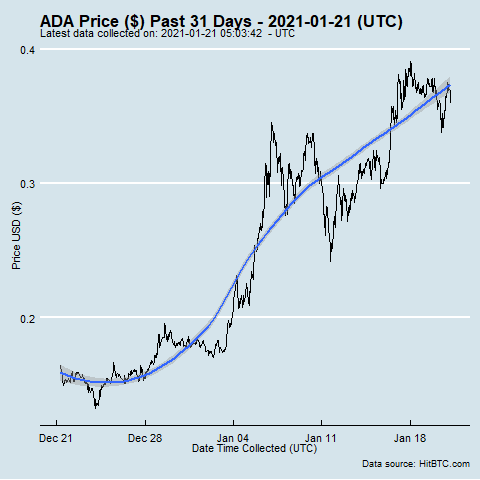 ADA Price ($) Past 31 Days - 2021-01-21 (UTC)
Latest data collected on: 2021-01-21 05:03:42 - UTC
0.4
0.3
0.2
Price USD ($)
Dec 21 Dec 28 Jan 04 Jan 11 Jan 18
Date Time Collected (UTC)
Data source: HitBTC.com